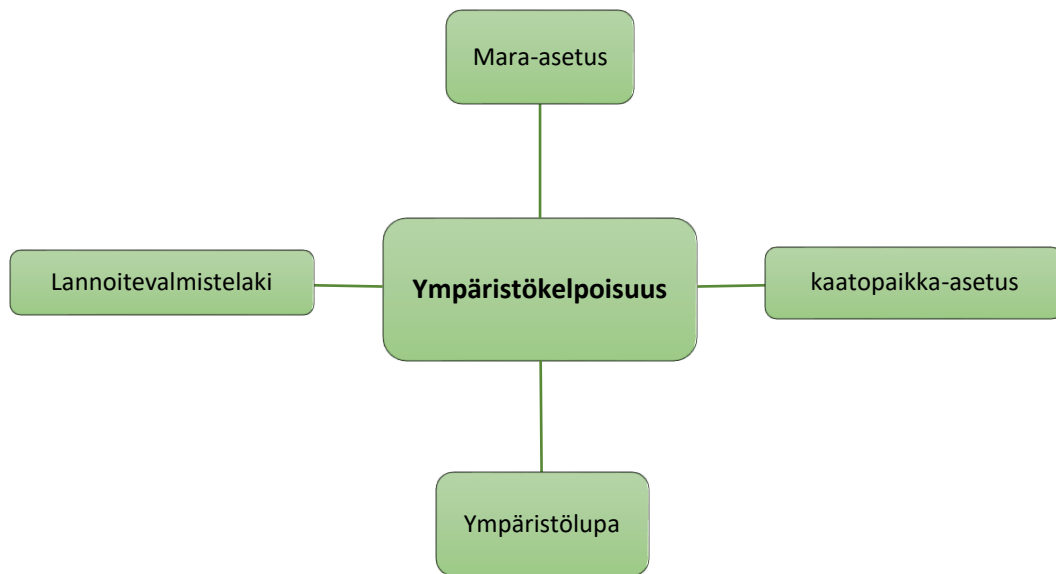 Mara-asetus
Lannoitevalmistelaki
Ympäristökelpoisuus
kaatopaikka-asetus
Ympäristölupa